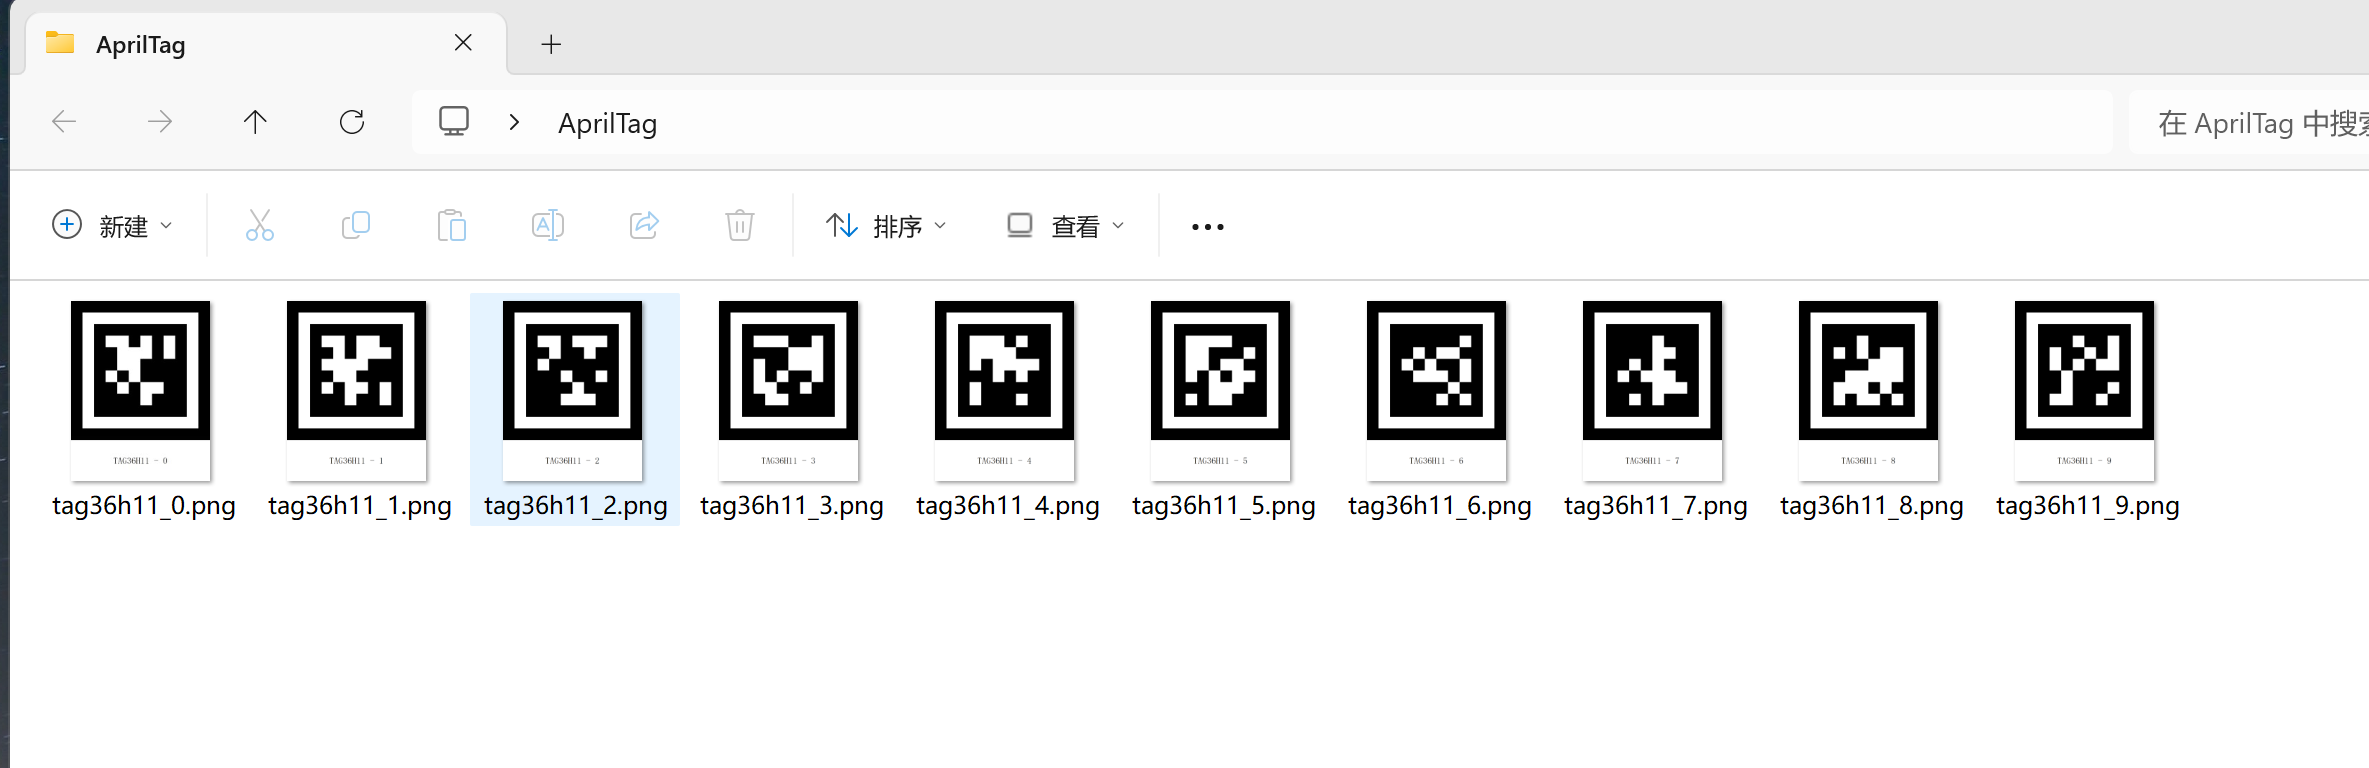 AprilTag
AprilTag
在 AprilTag 中搜
新建
排序
查看
TAG36H11 - 0
TAG36H11 - 1
TAG36H11 - 2
TAG36H11 - 3
TAG36H11 - 4
TAG36H11 - 5
TAG36H11 - 6
TAG36H11 - 7
TAG36H11 - 8
TAG36H11 - 9
tag36h11_0.png
tag36h11_1.png
tag36h11_2.png
tag36h11_3.png
tag36h11_4.png
tag36h11_5.png
tag36h11_6.png
tag36h11_7.png
tag36h11_8.png
tag36h11_9.png